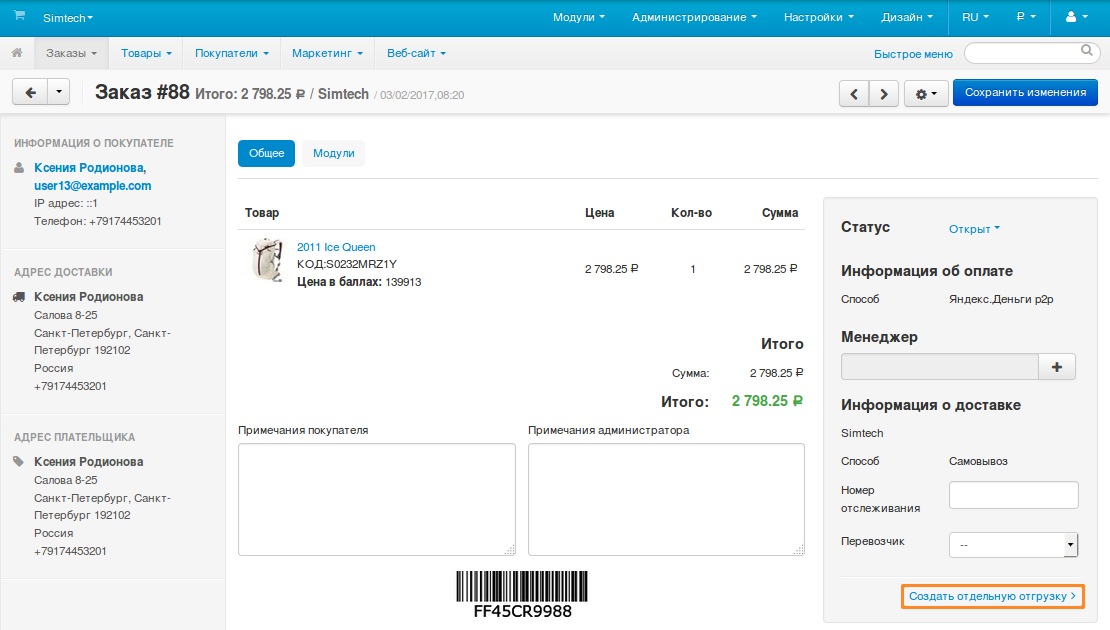 Simtech
Модули
Администрирование
Настройки
Дизайн
RU
₽
Заказы
Товары
Покупатели
Маркетинг
Веб-сайт
Быстрое меню
Заказ #88 Итого: 2 798.25 ₽ / Simtech / 03/02/2017,08:20
Сохранить изменения
ИНФОРМАЦИЯ О ПОКУПАТЕЛЕ
Ксения Родионова,
user13@example.com
IP адрес: ::1
Телефон: +79174453201
АДРЕС ДОСТАВКИ
Ксения Родионова
Салова 8-25
Санкт-Петербург, Санкт-
Петербург 192102
Россия
+79174453201
АДРЕС ПЛАТЕЛЬЩИКА
Ксения Родионова
Салова 8-25
Санкт-Петербург, Санкт-
Петербург 192102
Россия
+79174453201
Общее
Модули
Товар Цена Кол-во Сумма
2011 Ice Queen
КОД:S0232MRZ1Y
Цена в баллах: 139913
2 798.25 ₽ 1 2 798.25 ₽
Итого
Сумма: 2 798.25 ₽
Итого: 2 798.25 ₽
Примечания покупателя
Примечания администратора
FF45CR9988
Статус Открыт
Информация об оплате
Способ Яндекс.Деньги p2p
Менеджер
Информация о доставке
Simtech
Способ Самовывоз
Номер
отслеживания
Перевозчик --
Создать отдельную отгрузку